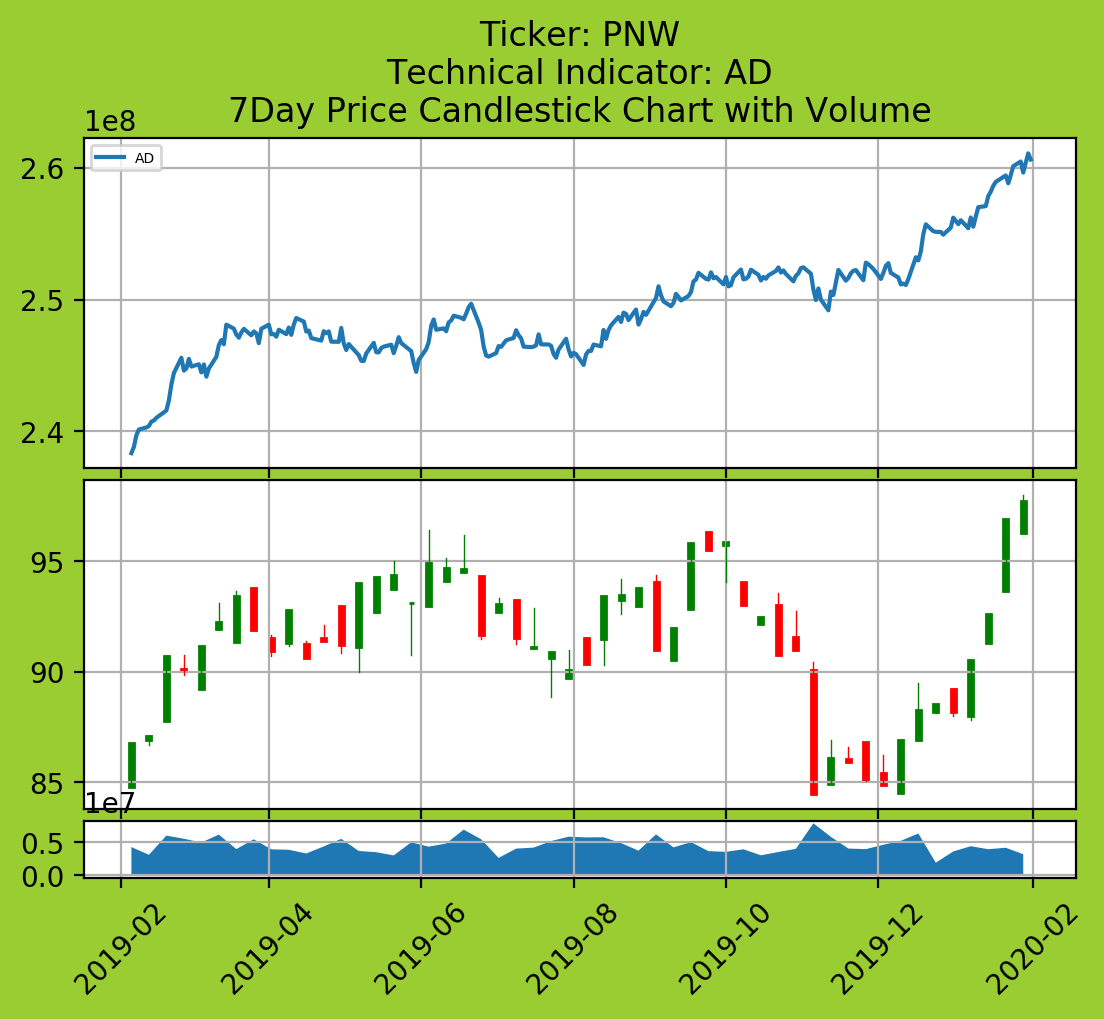 Ticker: PNW
Technical Indicator: AD
7Day Price Candlestick Chart with Volume
1e8
AD
2.6
2.5
2.4
95
90
85
1e7
0.5
0.0
2019-02
2019-04
2019-06
2019-08
2019-10
2019-12
2020-02